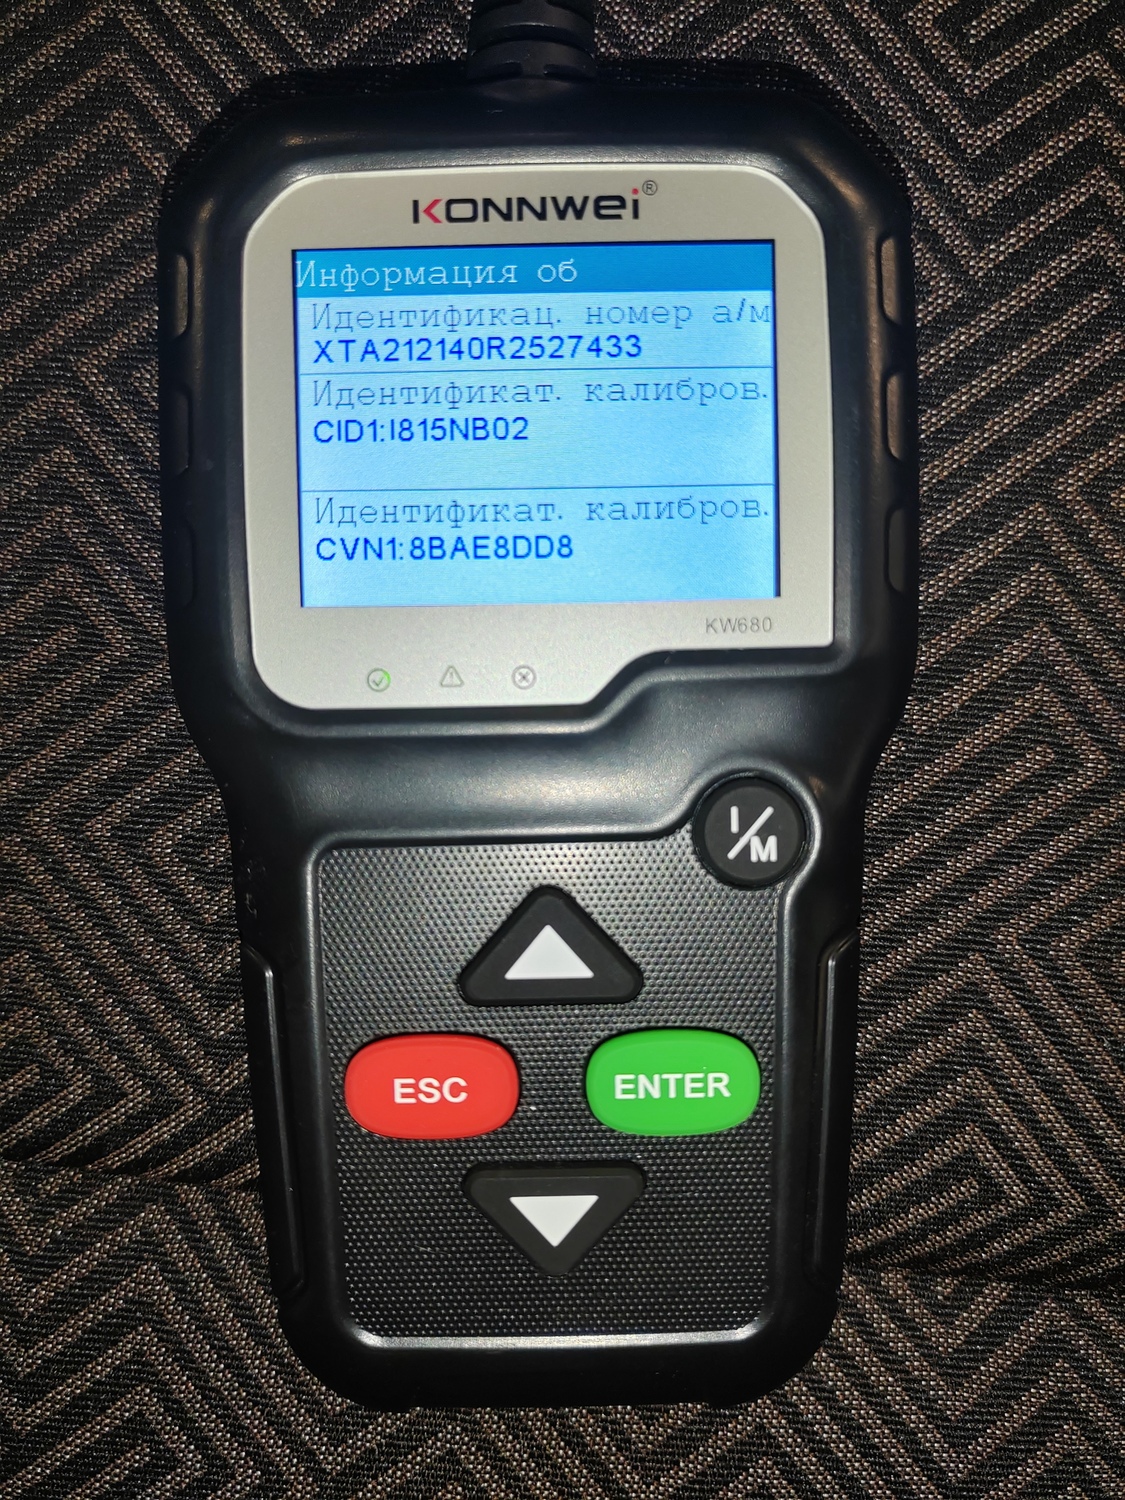 KONNWEI®
Информация об
Идентификац. номер а/м
XTA212140R2527433
Идентификат. калибров.
CID1:I815NB02
Идентификат. калибров.
CVN1:8BAE8DD8
KW680
I/M
ESC
ENTER